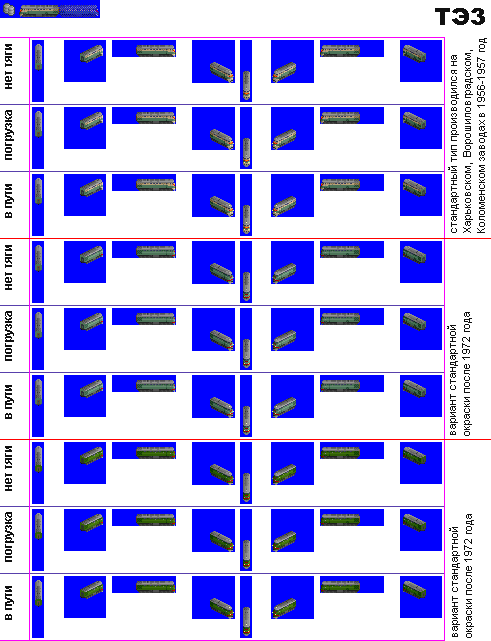 ТЭ3
нет тяги
погрузка
в пути
стандартный тип производился на
Харьковском, Ворошиловградском,
Коломенском заводах в 1956-1957 год
нет тяги
погрузка
в пути
вариант стандартной
окраски после 1972 года
нет тяги
погрузка
в пути
вариант стандартной
окраски после 1972 года